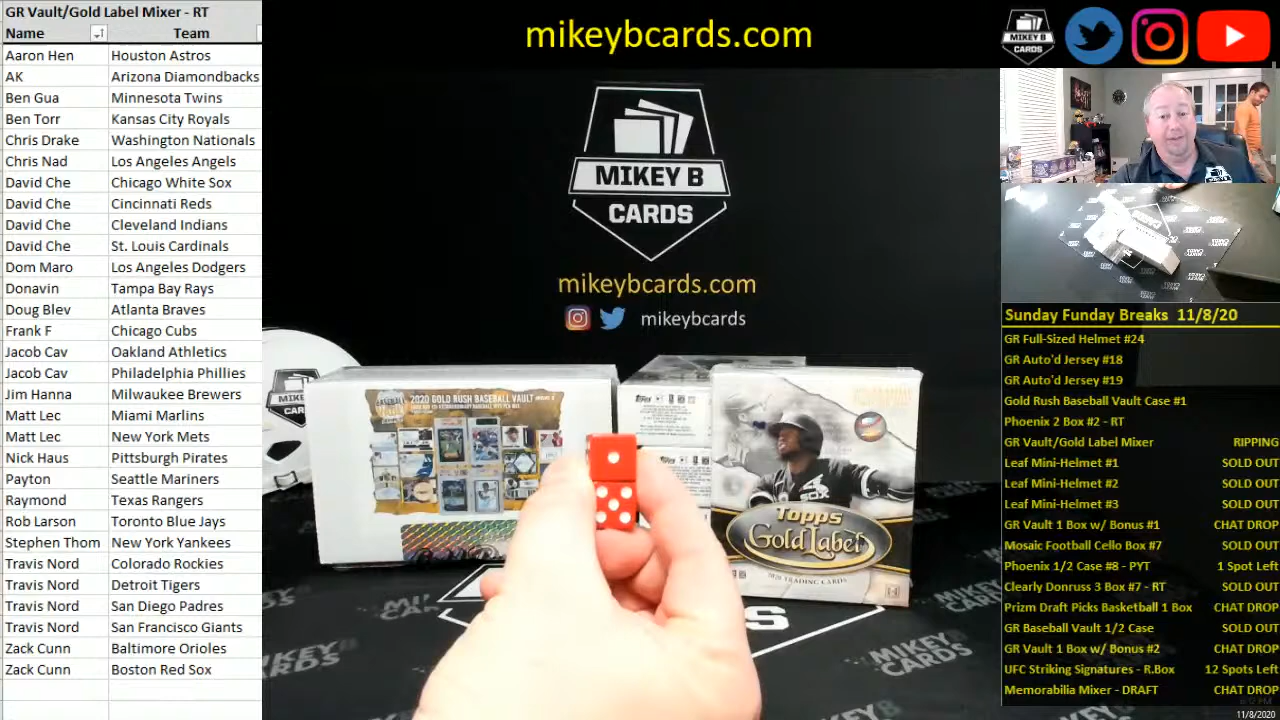 GR Vault/Gold Label Mixer - RT
Name Team
Aaron Hen Houston Astros
AK Arizona Diamondbacks
Ben Gua Minnesota Twins
Ben Torr Kansas City Royals
Chris Drake Washington Nationals
Chris Nad Los Angeles Angels
David Che Chicago White Sox
David Che Cincinnati Reds
David Che Cleveland Indians
David Che St. Louis Cardinals
Dom Maro Los Angeles Dodgers
Donavin Tampa Bay Rays
Doug Blev Atlanta Braves
Frank F Chicago Cubs
Jacob Cav Oakland Athletics
Jacob Cav Philadelphia Phillies
Jim Hanna Milwaukee Brewers
Matt Lec Miami Marlins
Matt Lec New York Mets
Nick Haus Pittsburgh Pirates
Payton Seattle Mariners
Raymond Texas Rangers
Rob Larson Toronto Blue Jays
Stephen Thom New York Yankees
Travis Nord Colorado Rockies
Travis Nord Detroit Tigers
Travis Nord San Diego Padres
Travis Nord San Francisco Giants
Zack Cunn Baltimore Orioles
Zack Cunn Boston Red Sox
mikeybcards.com
MIKEY B
CARDS
mikeybcards.com
mikeybcards
2020 GOLD RUSH BASEBALL VAULT
SOX
Topps
Gold Label
2020 TRADING CARDS
MIKEY B
CARDS
Sunday Funday Breaks 11/8/20
GR Full-Sized Helmet #24
GR Auto'd Jersey #18
GR Auto'd Jersey #19
Gold Rush Baseball Vault Case #1
Phoenix 2 Box #2 - RT
GR Vault/Gold Label Mixer RIPPING
Leaf Mini-Helmet #1 SOLD OUT
Leaf Mini-Helmet #2 SOLD OUT
Leaf Mini-Helmet #3 SOLD OUT
GR Vault 1 Box w/ Bonus #1 CHAT DROP
Mosaic Football Cello Box #7 SOLD OUT
Phoenix 1/2 Case #8 - PYT 1 Spot Left
Clearly Donruss 3 Box #7 - RT SOLD OUT
Prizm Draft Picks Basketball 1 Box CHAT DROP
GR Baseball Vault 1/2 Case SOLD OUT
GR Vault 1 Box w/ Bonus #2 CHAT DROP
UFC Striking Signatures - R.Box 12 Spots Left
Memorabilia Mixer - DRAFT CHAT DROP
11/8/2020